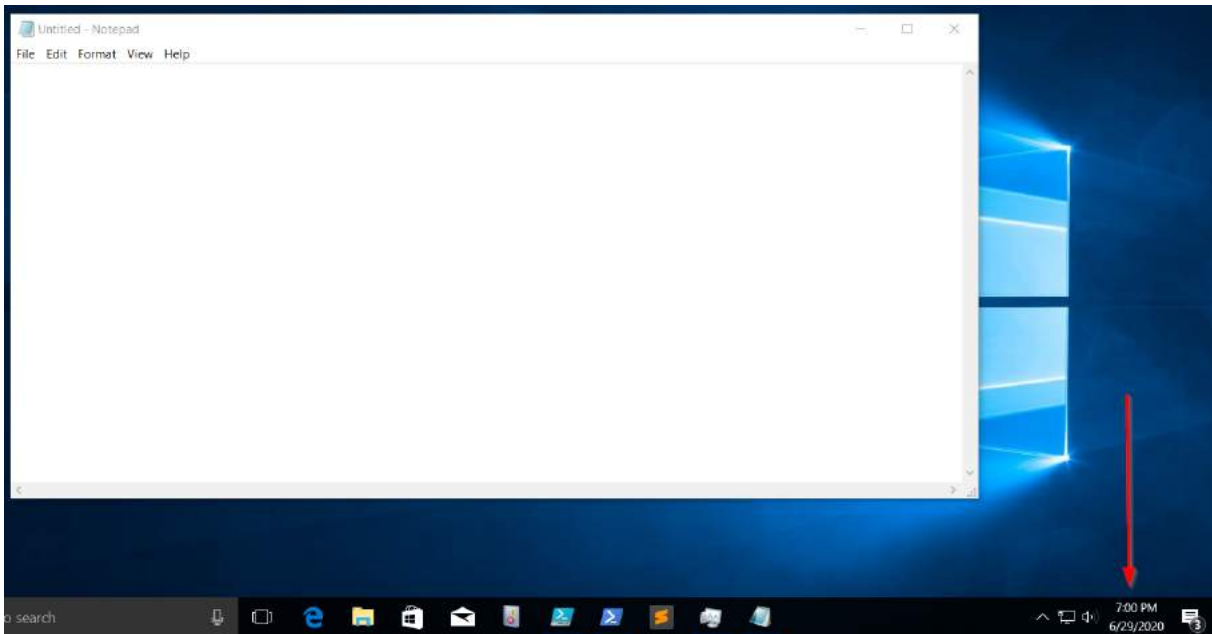 Untitled - Notepad
File Edit Format View Help
o search
7:00 PM
6/29/2020
3